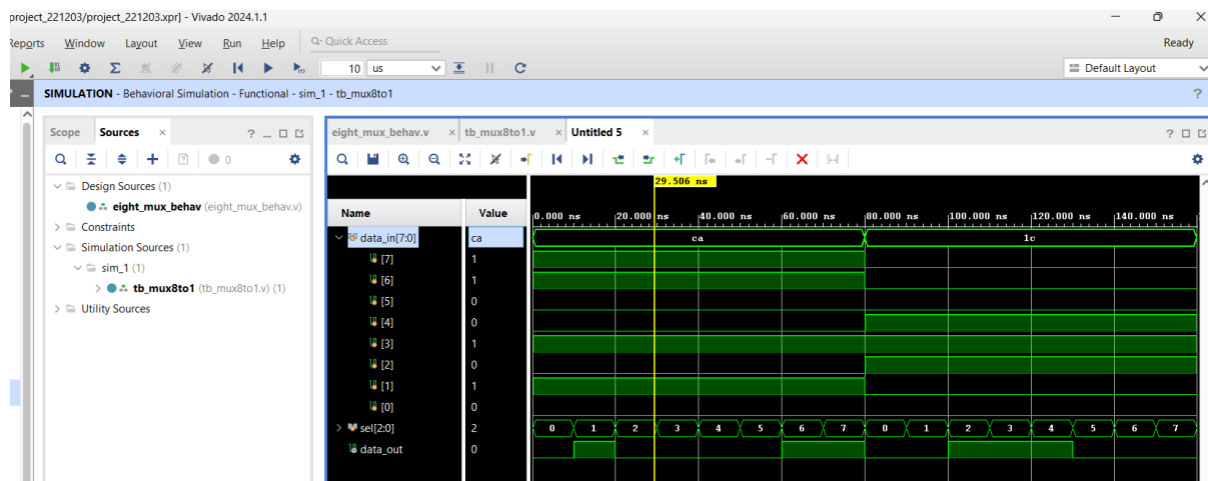 project_221203/project_221203.xpr] - Vivado 2024.1.1
Reports Window Layout View Run Help Q- Quick Access Ready
10 us Default Layout
SIMULATION - Behavioral Simulation - Functional - sim_1 - tb_mux8to1 ?
Scope Sources × ? _
0
Design Sources (1)
eight_mux_behav (eight_mux_behav.v)
Constraints
Simulation Sources (1)
sim_1 (1)
tb_mux8to1 (tb_mux8to1.v) (1)
Utility Sources
eight_mux_behav.v × tb_mux8to1.v × Untitled 5 × ?
29.506 ns
Name Value 0.000 ns 20.000 ns 40.000 ns 60.000 ns 80.000 ns 100.000 ns 120.000 ns 140.000 ns
data_in[7:0] ca ca 1c
[7] 1
[6] 1
[5] 0
[4] 0
[3] 1
[2] 0
[1] 1
[0] 0
sel[2:0] 2 0 1 2 3 4 5 6 7 0 1 2 3 4 5 6 7
data_out 0